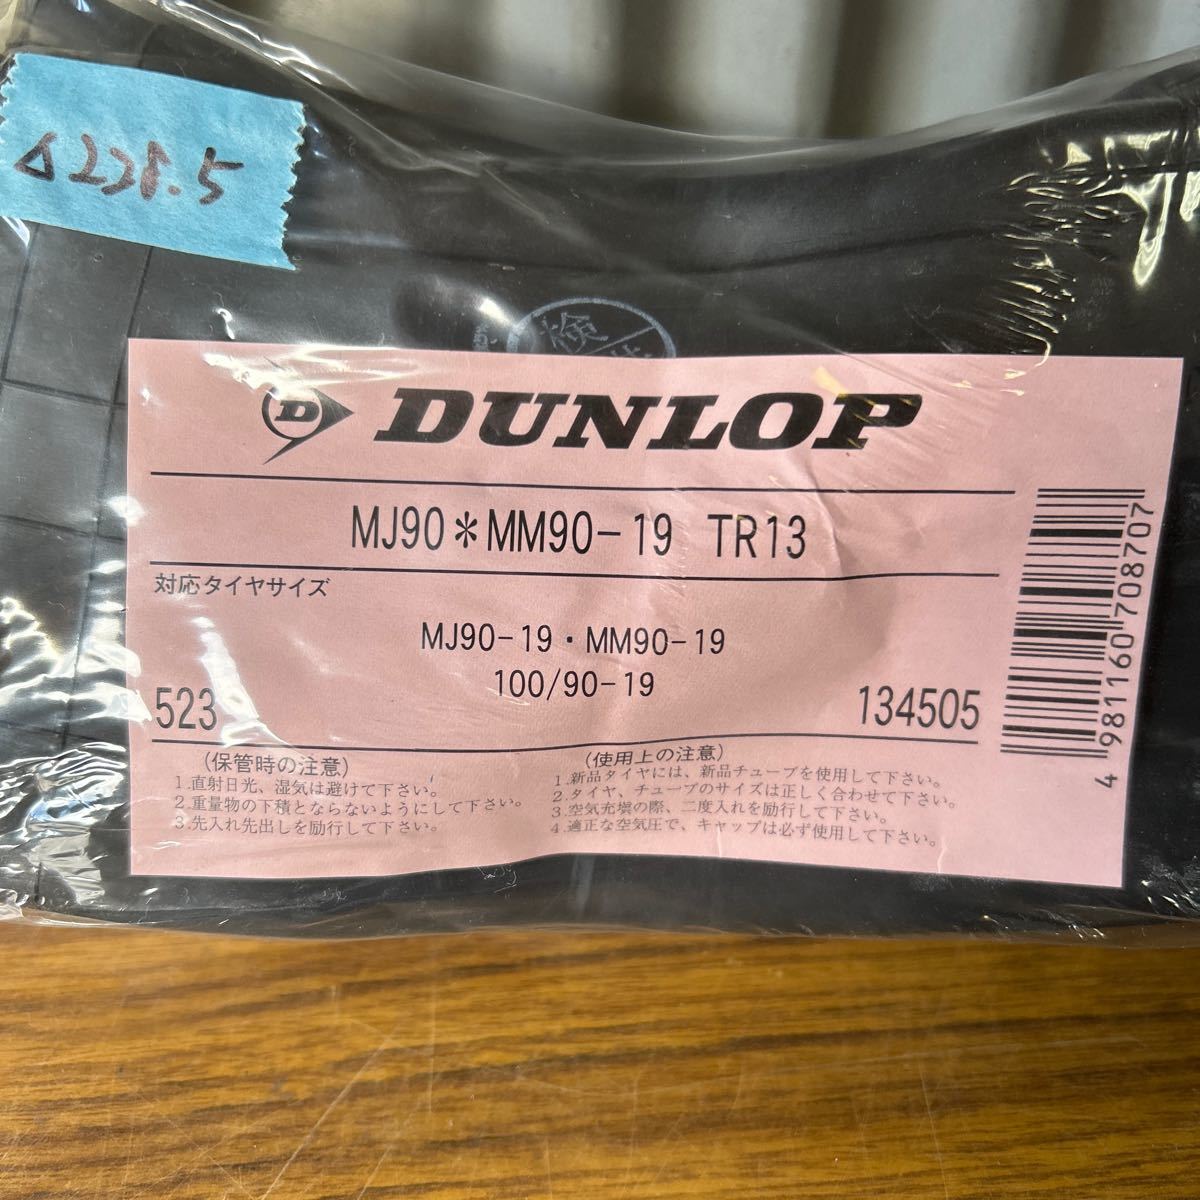 △238.5
検
D DUNLOP
MJ90＊MM90-19 TR13
対応タイヤサイズ
MJ90-19・MM90-19
100/90-19
523
134505
(保管時の注意)
1.直射日光、湿気は避けて下さい。
2.重量物の下積とならないようにして下さい。
3.先入れ先出しを励行して下さい。
(使用上の注意)
1.新品タイヤには、新品チューブを使用して下さい。
2.タイヤ、チューブのサイズは正しく合わせて下さい。
3.空気充塡の際、二度入れを励行して下さい。
4.適正な空気圧で、キャップは必ず使用して下さい。
4981160708707